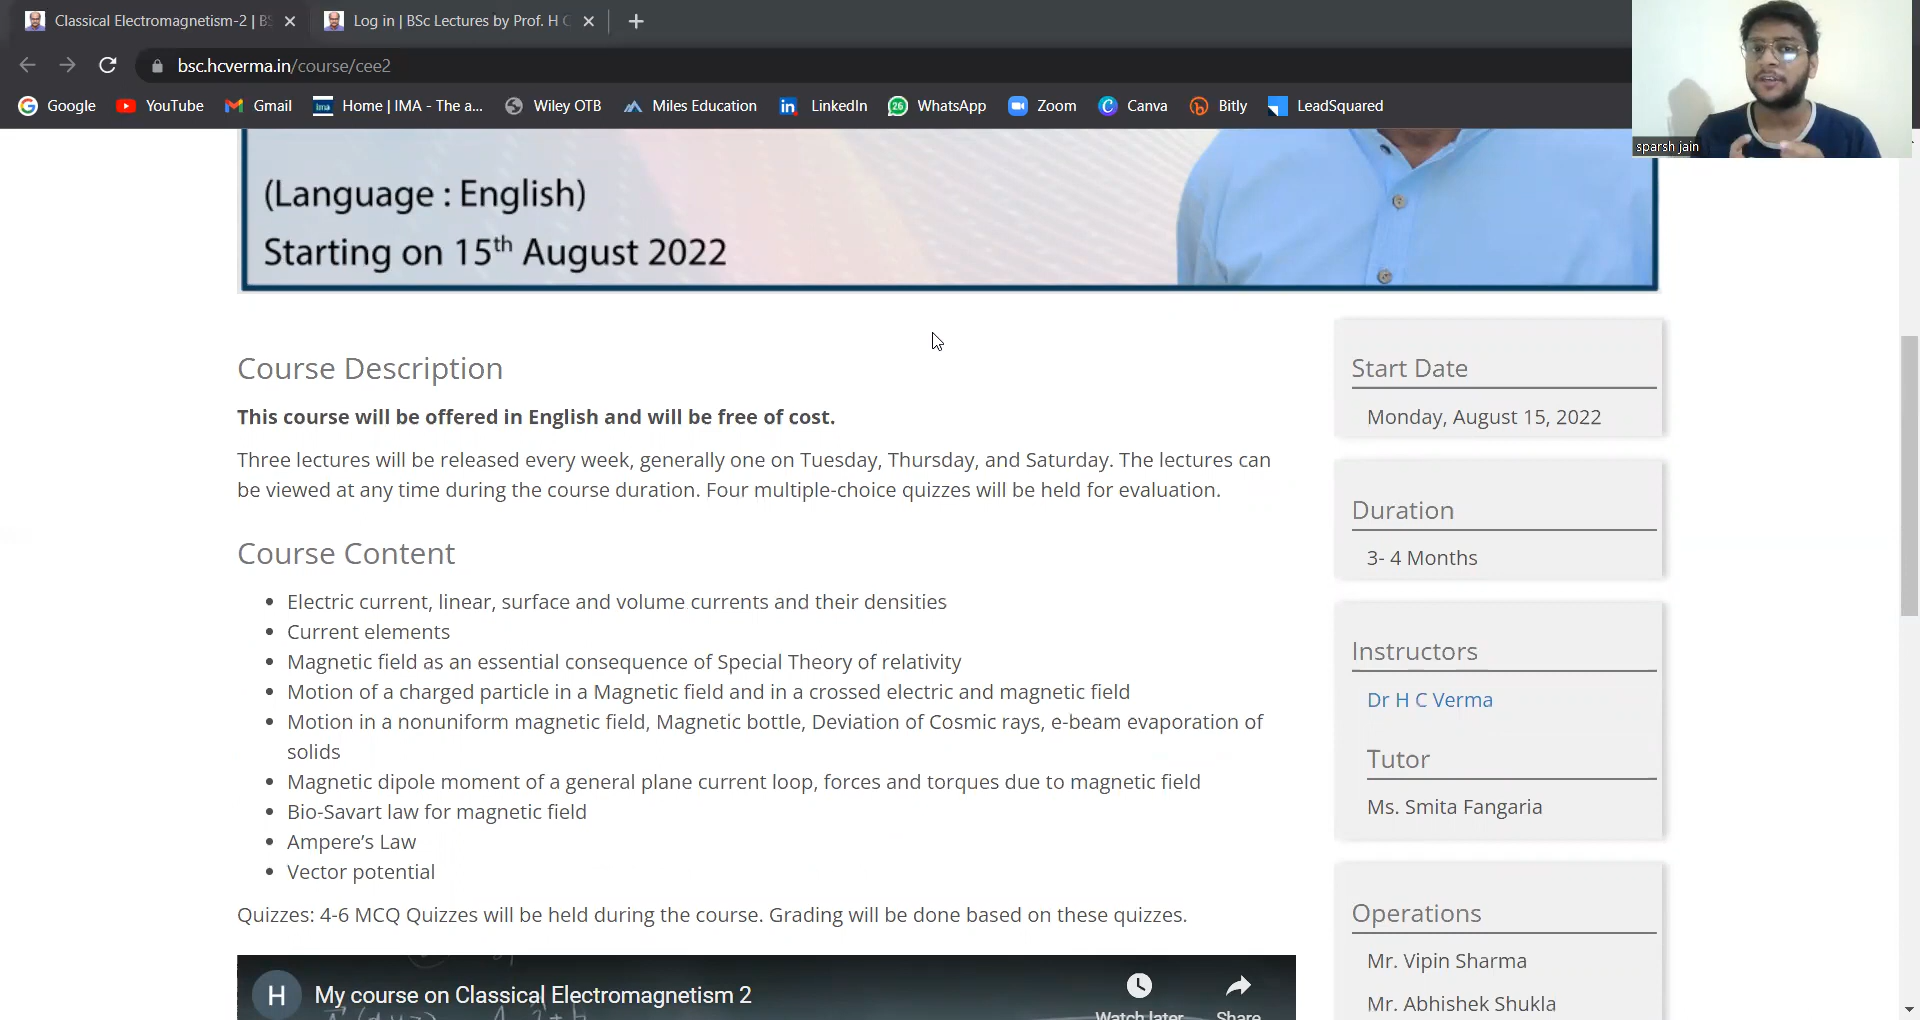 Classical Electromagnetism-2 | BS
Log in | BSc Lectures by Prof. H C
bsc.hcverma.in/course/cee2
Google
YouTube
Gmail
Home | IMA - The a...
Wiley OTB
Miles Education
LinkedIn
26
WhatsApp
Zoom
Canva
Bitly
LeadSquared
sparsh jain
(Language : English)
Starting on 15th August 2022
Course Description
This course will be offered in English and will be free of cost.
Three lectures will be released every week, generally one on Tuesday, Thursday, and Saturday. The lectures can
be viewed at any time during the course duration. Four multiple-choice quizzes will be held for evaluation.
Course Content
Electric current, linear, surface and volume currents and their densities
Current elements
Magnetic field as an essential consequence of Special Theory of relativity
Motion of a charged particle in a Magnetic field and in a crossed electric and magnetic field
Motion in a nonuniform magnetic field, Magnetic bottle, Deviation of Cosmic rays, e-beam evaporation of
solids
Magnetic dipole moment of a general plane current loop, forces and torques due to magnetic field
Bio-Savart law for magnetic field
Ampere’s Law
Vector potential
Quizzes: 4-6 MCQ Quizzes will be held during the course. Grading will be done based on these quizzes.
H
My course on Classical Electromagnetism 2
Watch later
Share
Start Date
Monday, August 15, 2022
Duration
3- 4 Months
Instructors
Dr H C Verma
Tutor
Ms. Smita Fangaria
Operations
Mr. Vipin Sharma
Mr. Abhishek Shukla